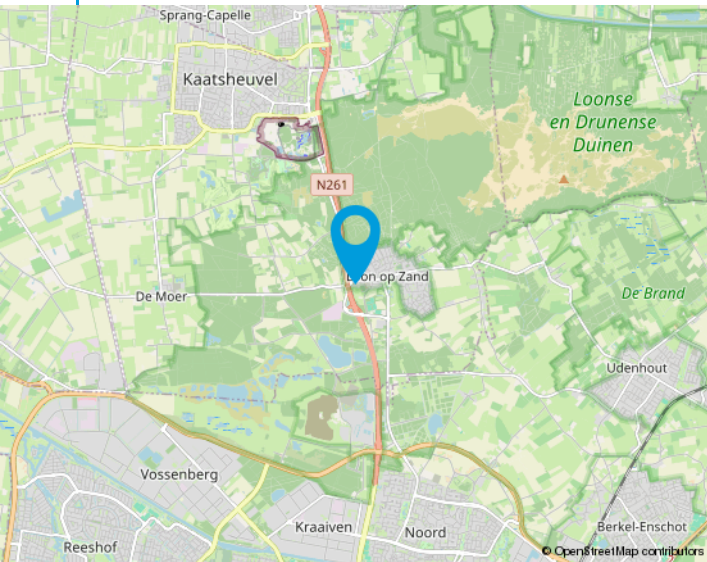 Sprang-Capelle
Kaatsheuvel
Loonse
en Drunense
Duinen
N261
Loon op Zand
De Moer
De Brand
Udenhout
Vossenberg
Kraaiven
Noord
Berkel-Enschot
Reeshof
© OpenStreetMap contributors